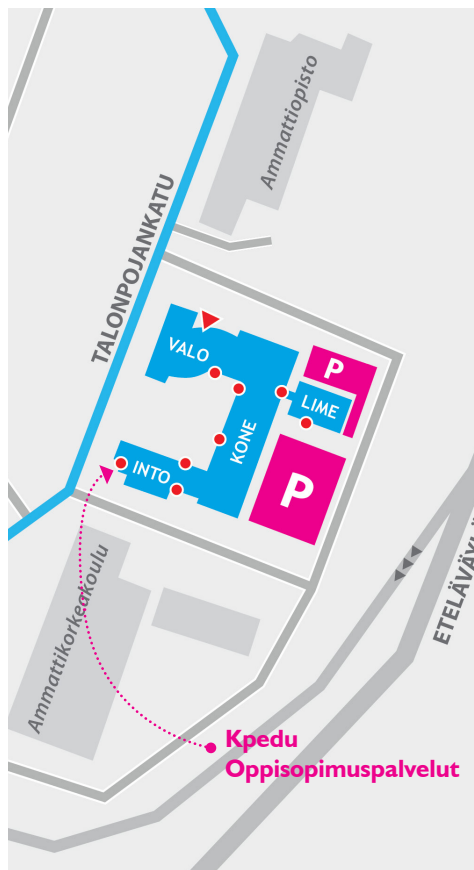 Ammattiopisto
TALONPOJANKATU
VALO
P
LIME
KONE
INTO
P
ETELÄVÄYLÄ
Ammattikorkeakoulu
Kpedu
Oppisopimuspalvelut